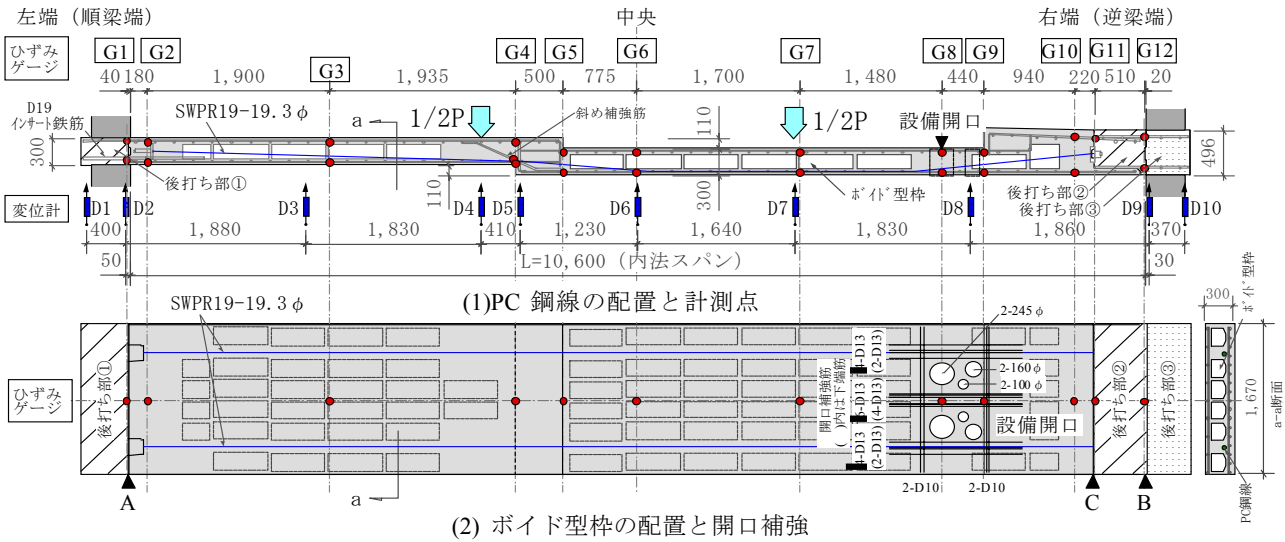 左端（順梁端）
中央
右端（逆梁端）
ひずみ
ゲージ
G1
G2
G3
G4
G5
G6
G7
G8
G9
G10
G11
G12
40
180
1,900
1,935
500
775
1,700
1,480
440
940
220
510
20
D19
インサート鉄筋
SWPR19-19.3φ
a
1/2P
斜め補強筋
110
1/2P
設備開口
300
496
後打ち部①
110
300
ボイド型枠
後打ち部②
後打ち部③
変位計
D1
D2
D3
D4
D5
D6
D7
D8
D9
D10
400
1,880
1,830
410
1,230
1,640
1,830
1,860
370
50
L=10,600（内法スパン）
30
(1)PC 鋼線の配置と計測点
SWPR19-19.3φ
ひずみ
ゲージ
後打ち部①
a
開口補強筋
( )内は下端筋
4-D13
(2-D13)
6-D13
(4-D13)
4-D13
(2-D13)
2-245φ
2-160φ
2-100φ
設備開口
2-D10
2-D10
後打ち部②
後打ち部③
A
C
B
300
ボイド型枠
1,670
a-a断面
PC鋼線
(2) ボイド型枠の配置と開口補強